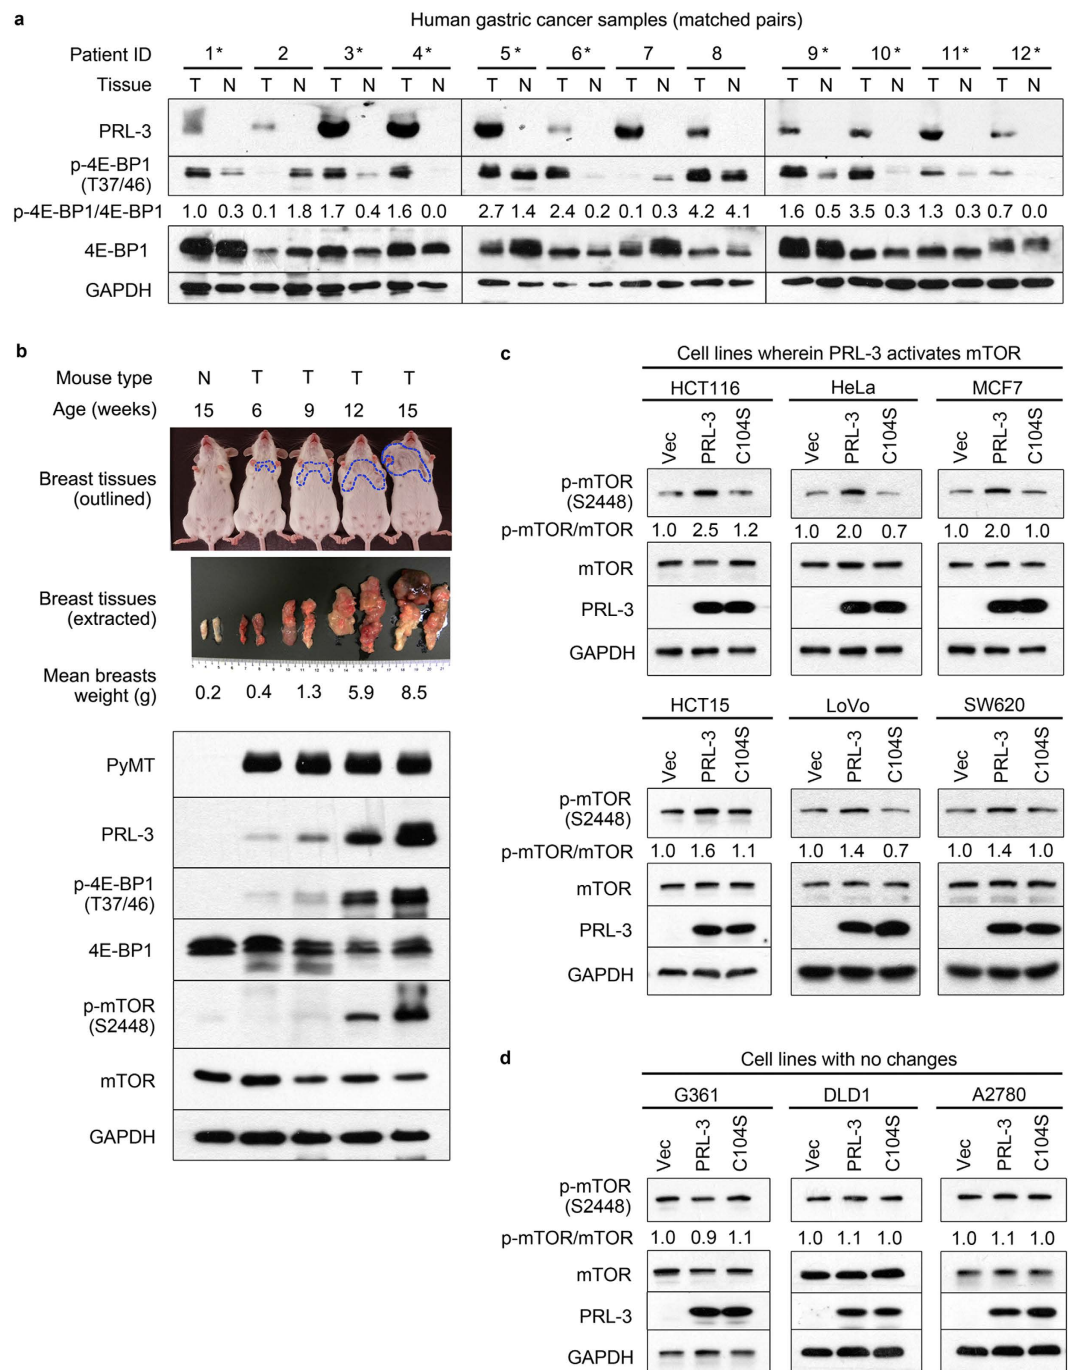 a
Human gastric cancer samples (matched pairs)
Patient ID 1* 2 3* 4* 5* 6* 7 8 9* 10* 11* 12*
Tissue T N T N T N T N T N T N T N T N T N T N T N T N
PRL-3
p-4E-BP1
(T37/46)
p-4E-BP1/4E-BP1 1.0 0.3 0.1 1.8 1.7 0.4 1.6 0.0 2.7 1.4 2.4 0.2 0.1 0.3 4.2 4.1 1.6 0.5 3.5 0.3 1.3 0.3 0.7 0.0
4E-BP1
GAPDH
b
Mouse type N T T T T
Age (weeks) 15 6 9 12 15
Breast tissues
(outlined)
Breast tissues
(extracted)
Mean breasts
weight (g) 0.2 0.4 1.3 5.9 8.5
PyMT
PRL-3
p-4E-BP1
(T37/46)
4E-BP1
p-mTOR
(S2448)
mTOR
GAPDH
c
Cell lines wherein PRL-3 activates mTOR
HCT116 HeLa MCF7
Vec PRL-3 C104S Vec PRL-3 C104S Vec PRL-3 C104S
p-mTOR
(S2448)
p-mTOR/mTOR 1.0 2.5 1.2 1.0 2.0 0.7 1.0 2.0 1.0
mTOR
PRL-3
GAPDH
HCT15 LoVo SW620
Vec PRL-3 C104S Vec PRL-3 C104S Vec PRL-3 C104S
p-mTOR
(S2448)
p-mTOR/mTOR 1.0 1.6 1.1 1.0 1.4 0.7 1.0 1.4 1.0
mTOR
PRL-3
GAPDH
d
Cell lines with no changes
G361 DLD1 A2780
Vec PRL-3 C104S Vec PRL-3 C104S Vec PRL-3 C104S
p-mTOR
(S2448)
p-mTOR/mTOR 1.0 0.9 1.1 1.0 1.1 1.0 1.0 1.1 1.0
mTOR
PRL-3
GAPDH